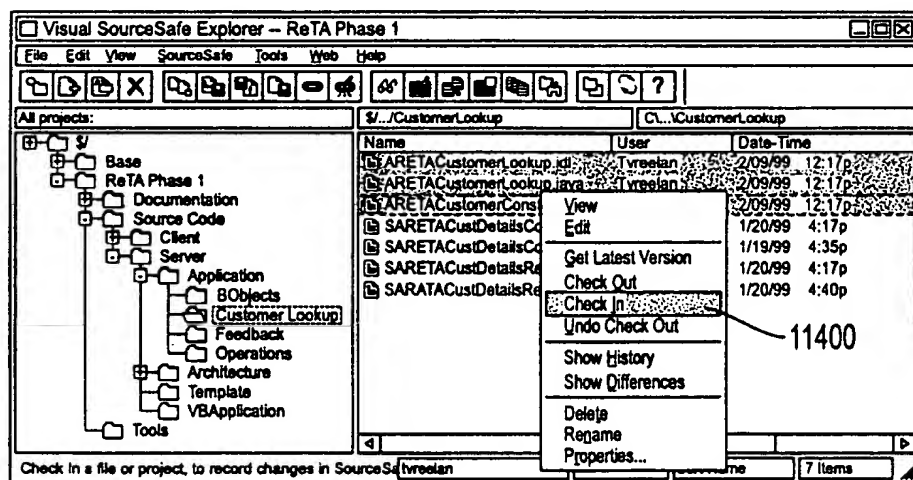 Visual SourceSafe Explorer – ReTA Phase 1
File Edit View SourceSafe Tools Web Help
All projects:
$/.../CustomerLookup
C\...\CustomerLookup
$/
Base
ReTA Phase 1
Documentation
Source Code
Client
Server
Application
BObjects
Customer Lookup
Feedback
Operations
Architecture
Template
VBApplication
Tools
Name User Date-Time
ARETACustomerLookup.idl Tvreelan 2/09/99 12:17p
ARETACustomerLookup.java Tvreelan 2/09/99 12:17p
ARETACustomerCons 2/09/99 12:17p
SARETACustDetailsCo 1/20/99 4:17p
SARETACustDetailsCo 1/19/99 4:35p
SARETACustDetailsRe 1/20/99 4:17p
SARATACustDetailsRe 1/20/99 4:40p
View
Edit
Get Latest Version
Check Out
Check In
Undo Check Out
Show History
Show Differences
Delete
Rename
Properties...
11400
Check In a file or project, to record changes in SourceSa tvreelan 7 Items